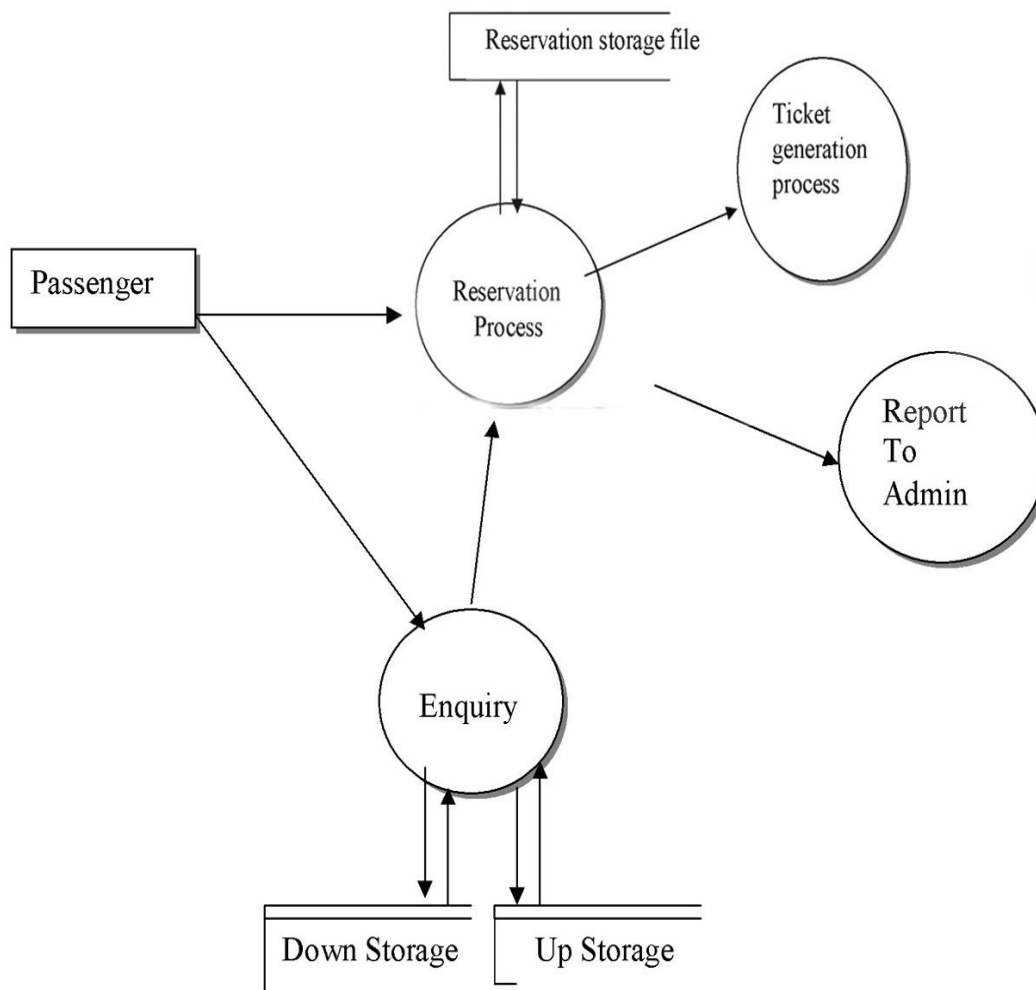 Reservation storage file
Ticket
generation
process
Passenger
Reservation
Process
Report
To
Admin
Enquiry
Down Storage
Up Storage